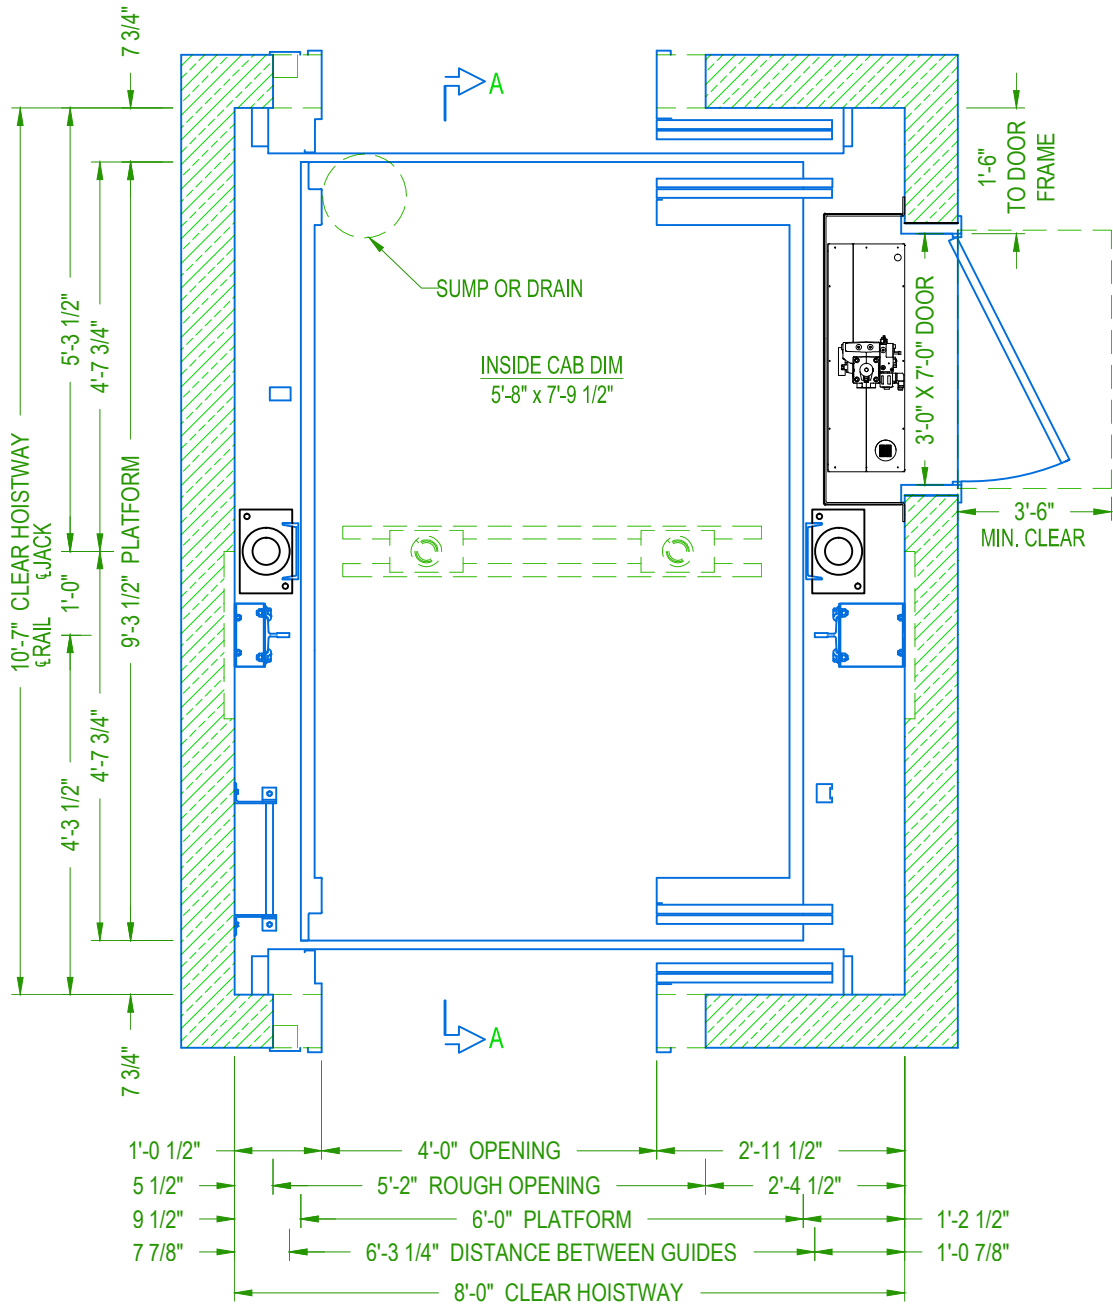 7 3/4"
A
1'-6"
TO DOOR
FRAME
SUMP OR DRAIN
INSIDE CAB DIM
5'-8" x 7'-9 1/2"
3'-0" X 7'-0" DOOR
3'-6"
MIN. CLEAR
10'-7" CLEAR HOISTWAY
5'-3 1/2"
4'-7 3/4"
9'-3 1/2" PLATFORM
℄JACK
1'-0"
℄RAIL
4'-3 1/2"
4'-7 3/4"
7 3/4"
A
1'-0 1/2"
4'-0" OPENING
2'-11 1/2"
5 1/2"
5'-2" ROUGH OPENING
2'-4 1/2"
9 1/2"
6'-0" PLATFORM
1'-2 1/2"
7 7/8"
6'-3 1/4" DISTANCE BETWEEN GUIDES
1'-0 7/8"
8'-0" CLEAR HOISTWAY